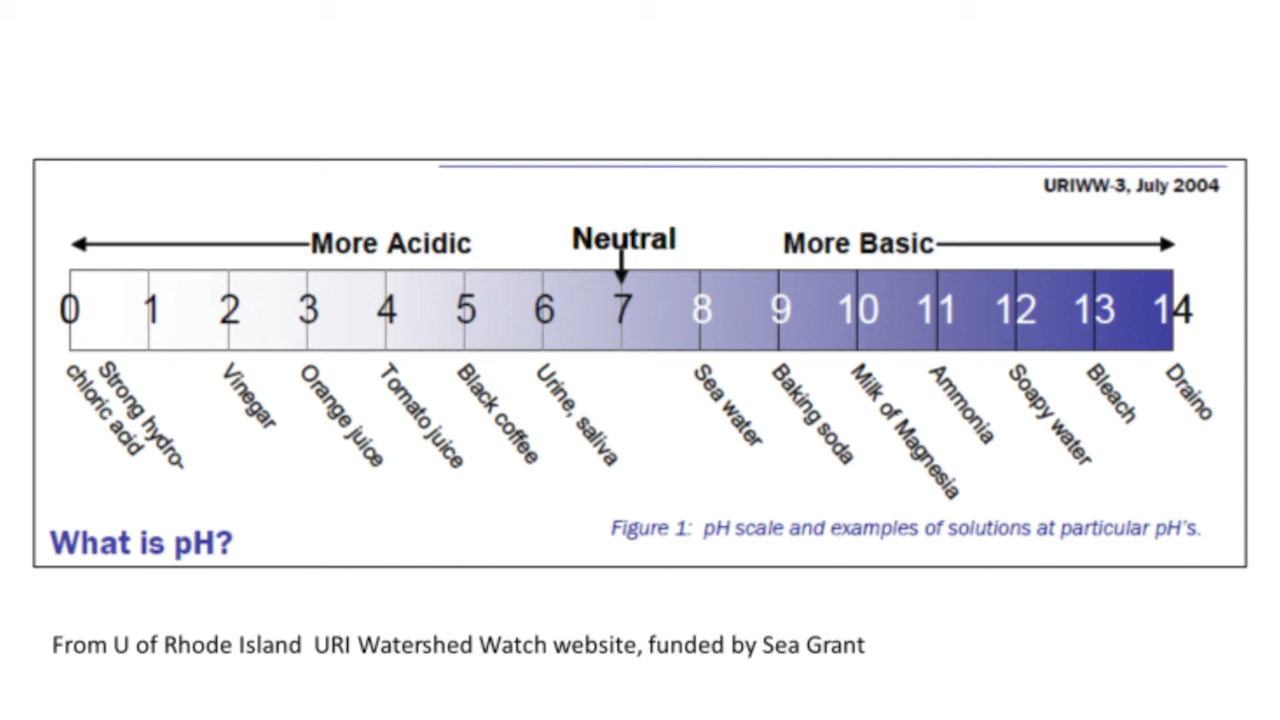 URIWW-3, July 2004
More Acidic
Neutral
More Basic
0 1 2 3 4 5 6 7 8 9 10 11 12 13 14
Strong hydro-
chloric acid
Vinegar
Orange juice
Tomato juice
Black coffee
Urine, saliva
Sea water
Baking soda
Milk of Magnesia
Ammonia
Soapy water
Bleach
Draino
Figure 1: pH scale and examples of solutions at particular pH's.
What is pH?
From U of Rhode Island URI Watershed Watch website, funded by Sea Grant